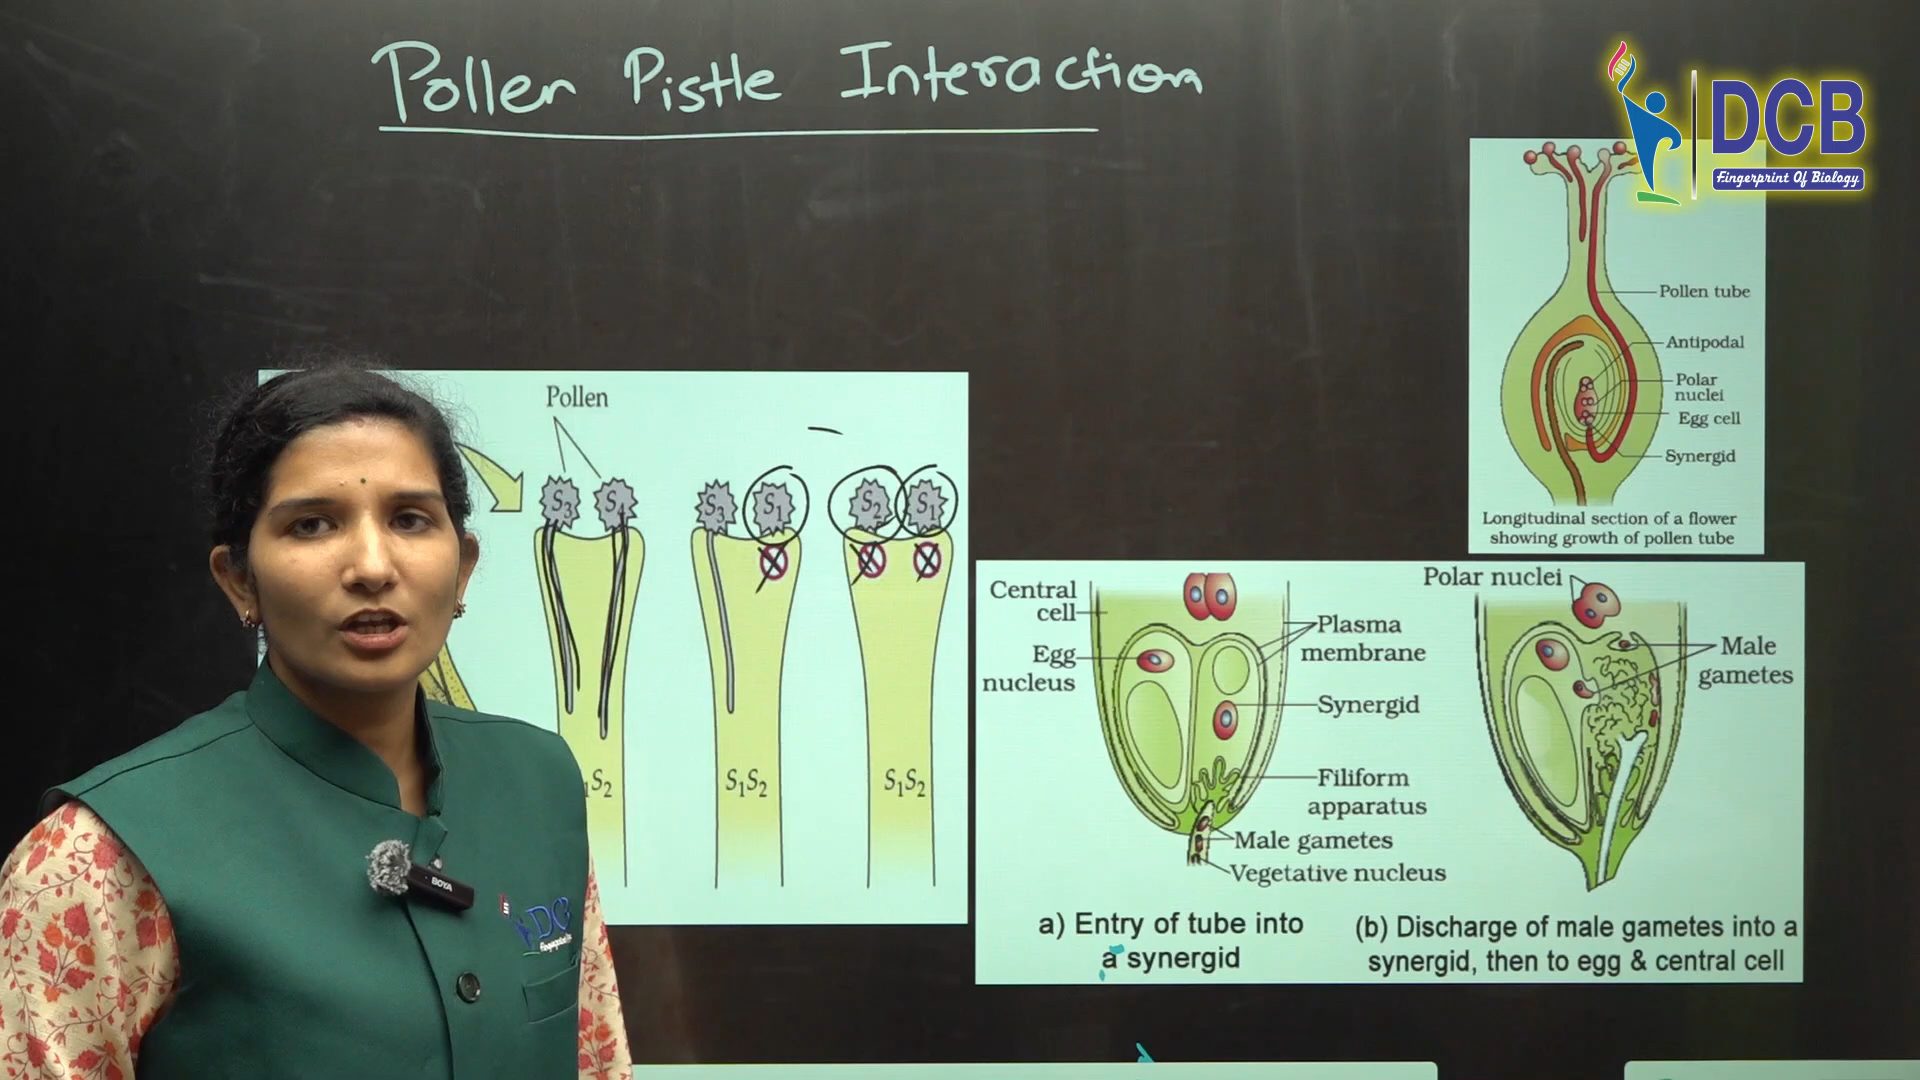 Pollen Pistle Interaction
DCB
Fingerprint Of Biology
Pollen tube
Antipodal
Polar
nuclei
Egg cell
Synergid
Longitudinal section of a flower
showing growth of pollen tube
Pollen
S3 S4 S3 S1 S2 S1
S2 S1S2 S1S2
Central
cell
Egg
nucleus
Plasma
membrane
Synergid
Filiform
apparatus
Male gametes
Vegetative nucleus
a) Entry of tube into
a synergid
Polar nuclei
Male
gametes
(b) Discharge of male gametes into a
synergid, then to egg & central cell
BOYA
DCB